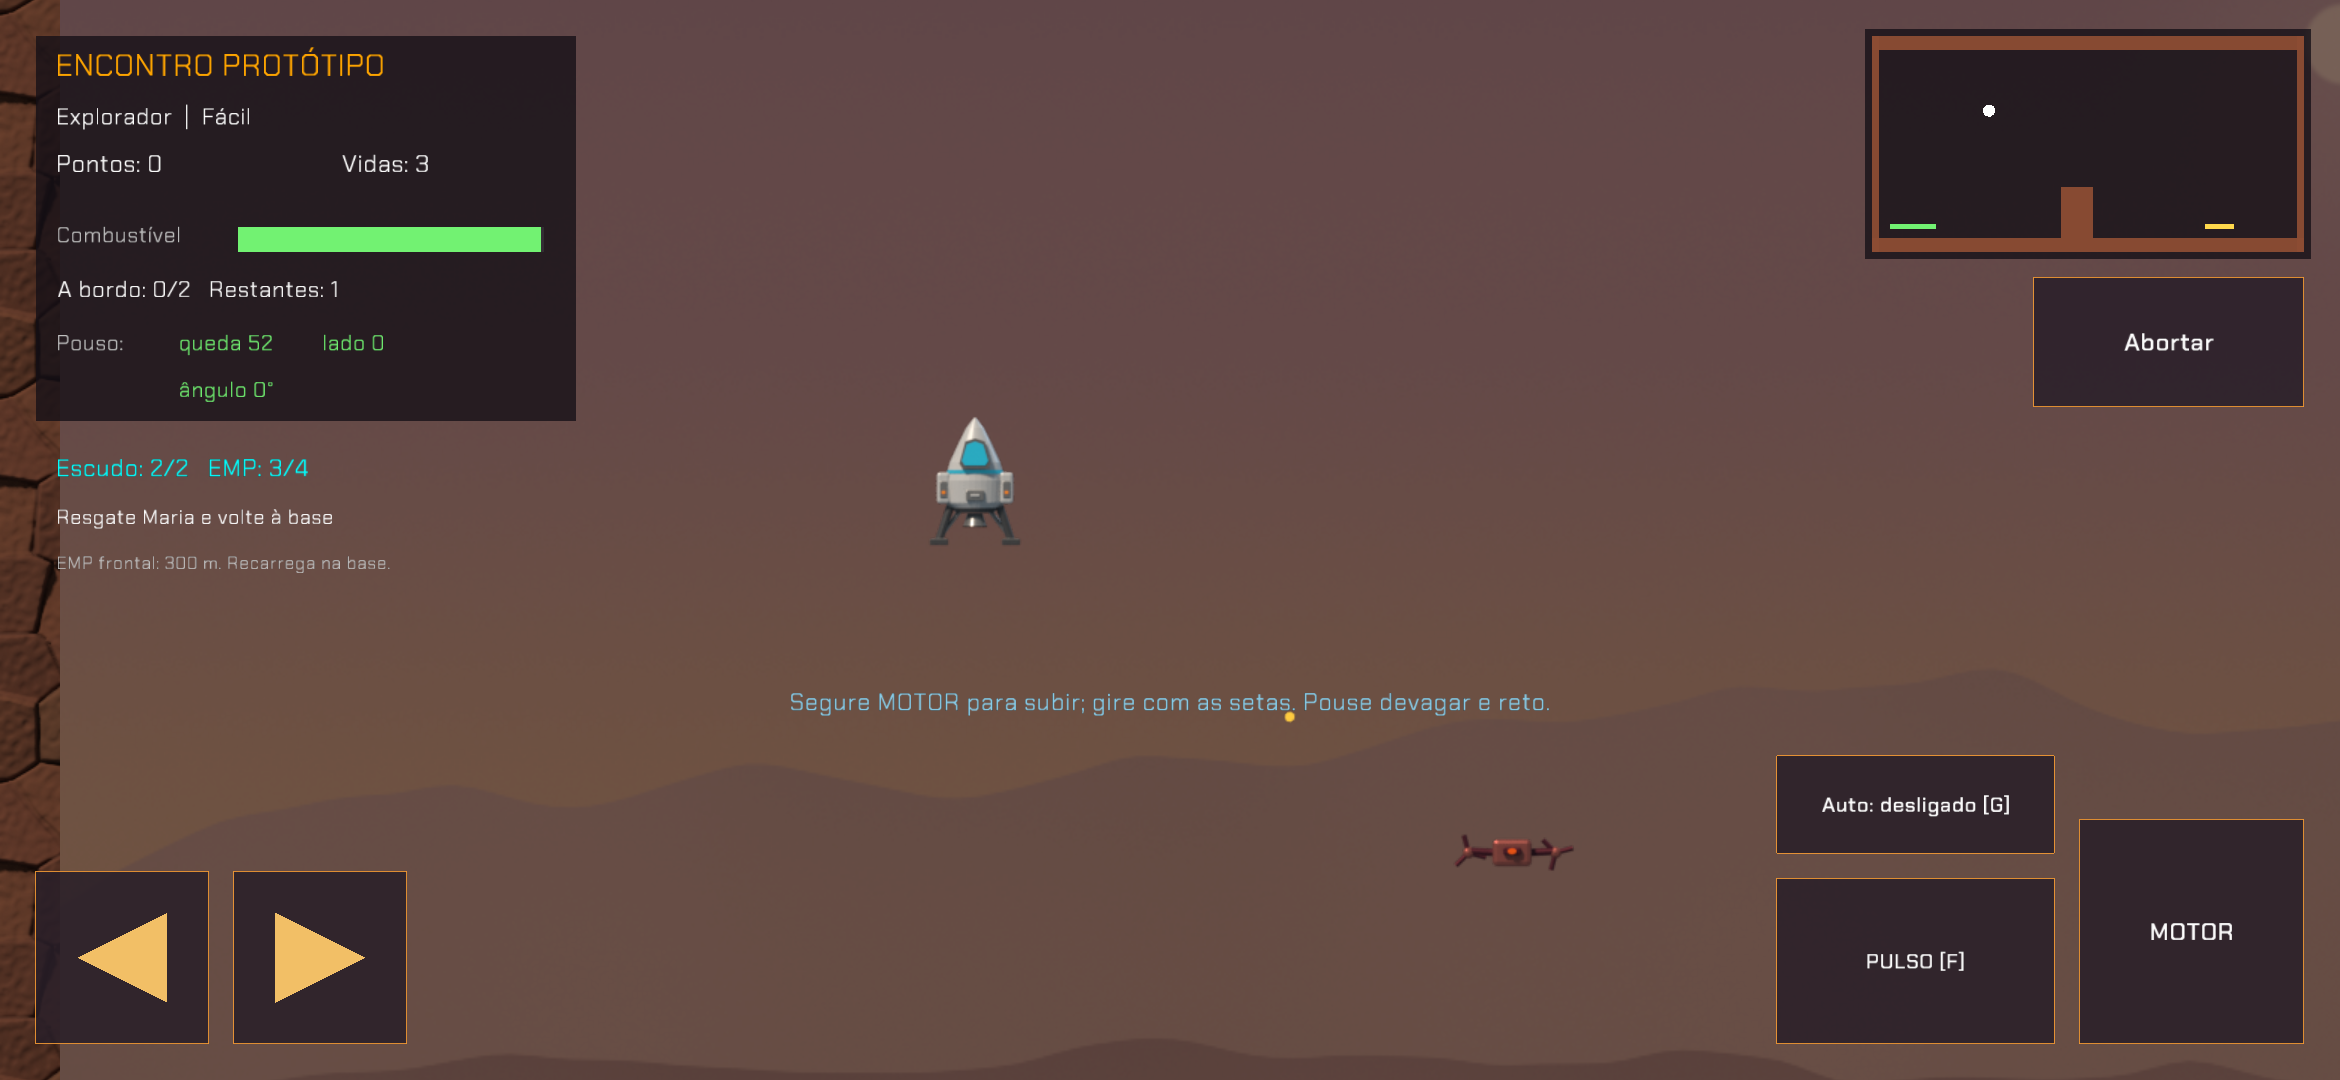 ENCONTRO PROTÓTIPO
Explorador | Fácil
Pontos: 0 Vidas: 3
Combustível
A bordo: 0/2 Restantes: 1
Pouso: queda 52 lado 0
ângulo 0°
Escudo: 2/2 EMP: 3/4
Resgate Maria e volte à base
EMP frontal: 300 m. Recarrega na base.
Abortar
Segure MOTOR para subir; gire com as setas. Pouse devagar e reto.
Auto: desligado [G]
PULSO [F]
MOTOR